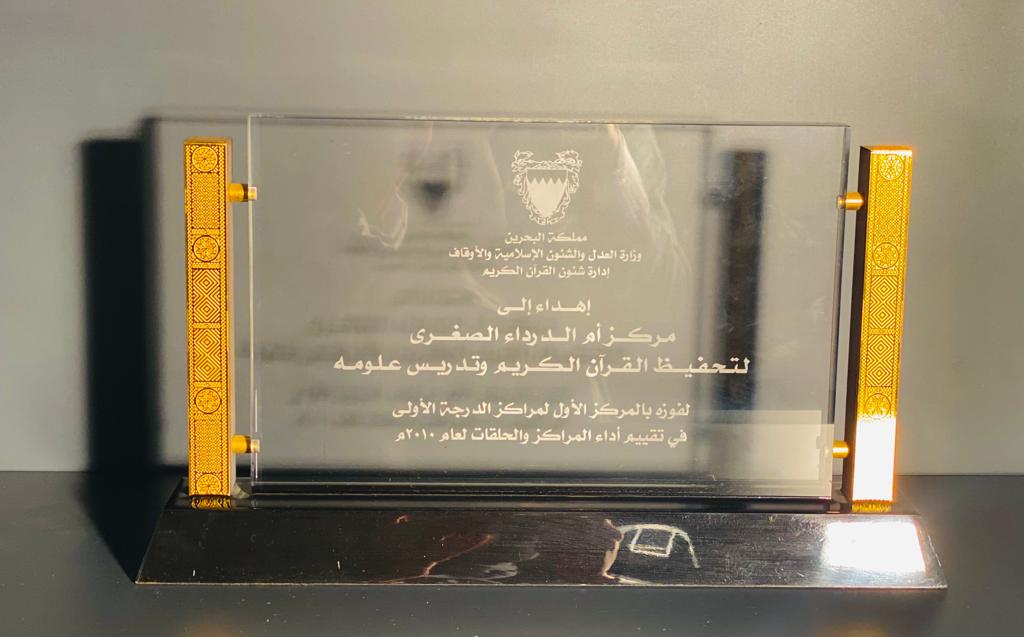 مملكة البحرين
وزارة العدل والشئون الإسلامية والأوقاف
إدارة شئون القرآن الكريم
إهداء إلى
مركز أم الدرداء الصغرى
لتحفيظ القرآن الكريم وتدريس علومه
لفوزه بالمركز الأول لمراكز الدرجة الأولى
في تقييم أداء المراكز والحلقات لعام ٢٠١٠م